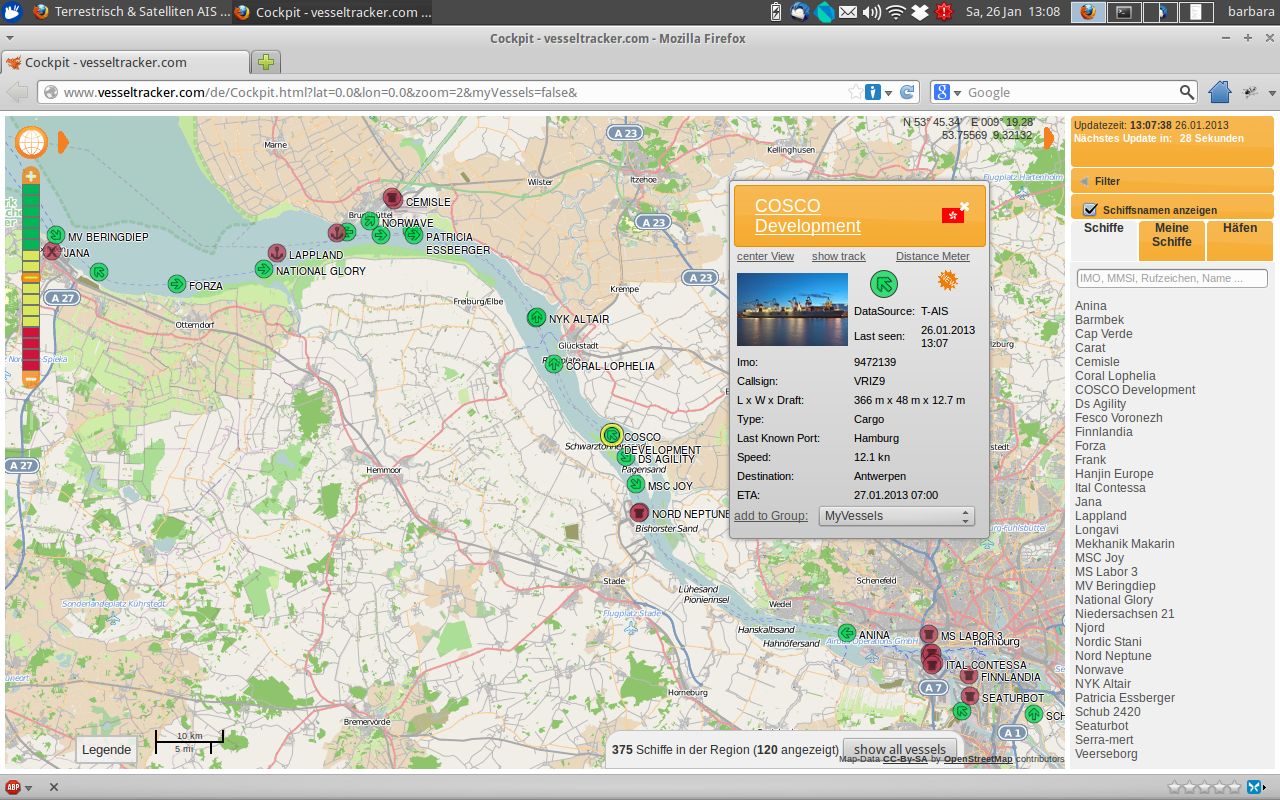 Terrestrisch & Satelliten AIS ...
Cockpit - vesseltracker.com ...
Sa, 26 Jan 13:08
barbara
Cockpit - vesseltracker.com - Mozilla Firefox
Cockpit - vesseltracker.com
www.vesseltracker.com/de/Cockpit.html?lat=0.0&lon=0.0&zoom=2&myVessels=false&
Google
N 53° 45.34' E 009° 19.28'
53.75569 9.32132
Marne
A 23
Kellinghusen
Wilster
Itzehoe
CEMISLE
NORWAVE
A 23
MV BERINGDIEP
PATRICIA
ESSBERGER
JANA
LAPPLAND
NATIONAL GLORY
A 23
FORZA
A 27
Krempe
Freiburg/Elbe
Otterndorf
NYK ALTAIR
Glückstadt
CORAL LOPHELIA
COSCO
DEVELOPMENT
DS AGILITY
Pagensand
A 27
Hemmoor
MSC JOY
NORD NEPTUNE
Bishorster Sand
Stade
Schenefeld
Lühesand
Pionierinsel
Wedel
Sonderlandeplatz Kührstedt
Flugplatz Stade
Hanskalbsand
Hahnöfersand
ANINA
MS LABOR 3
Hamburg
ITAL CONTESSA
FINNLANDIA
A 7
SEATURBOT
Horneburg
SCH
Bremervörde
A 1
Legende
10 km
5 mi
375 Schiffe in der Region (120 angezeigt)
show all vessels
Map-Data CC-By-SA by OpenStreetMap contributors
COSCO
Development
center View
show track
Distance Meter
DataSource: T-AIS
Last seen: 26.01.2013
13:07
Imo: 9472139
Callsign: VRIZ9
L x W x Draft: 366 m x 48 m x 12.7 m
Type: Cargo
Last Known Port: Hamburg
Speed: 12.1 kn
Destination: Antwerpen
ETA: 27.01.2013 07:00
add to Group: MyVessels
Updatezeit: 13:07:38 26.01.2013
Nächstes Update in: 28 Sekunden
Filter
Schiffsnamen anzeigen
Schiffe
Meine
Schiffe
Häfen
IMO, MMSI, Rufzeichen, Name ...
Anina
Barmbek
Cap Verde
Carat
Cemisle
Coral Lophelia
COSCO Development
Ds Agility
Fesco Voronezh
Finnlandia
Forza
Frank
Hanjin Europe
Ital Contessa
Jana
Lappland
Longavi
Mekhanik Makarin
MSC Joy
MS Labor 3
MV Beringdiep
National Glory
Niedersachsen 21
Njord
Nordic Stani
Nord Neptune
Norwave
NYK Altair
Patricia Essberger
Schub 2420
Seaturbot
Serra-mert
Veerseborg
ABP